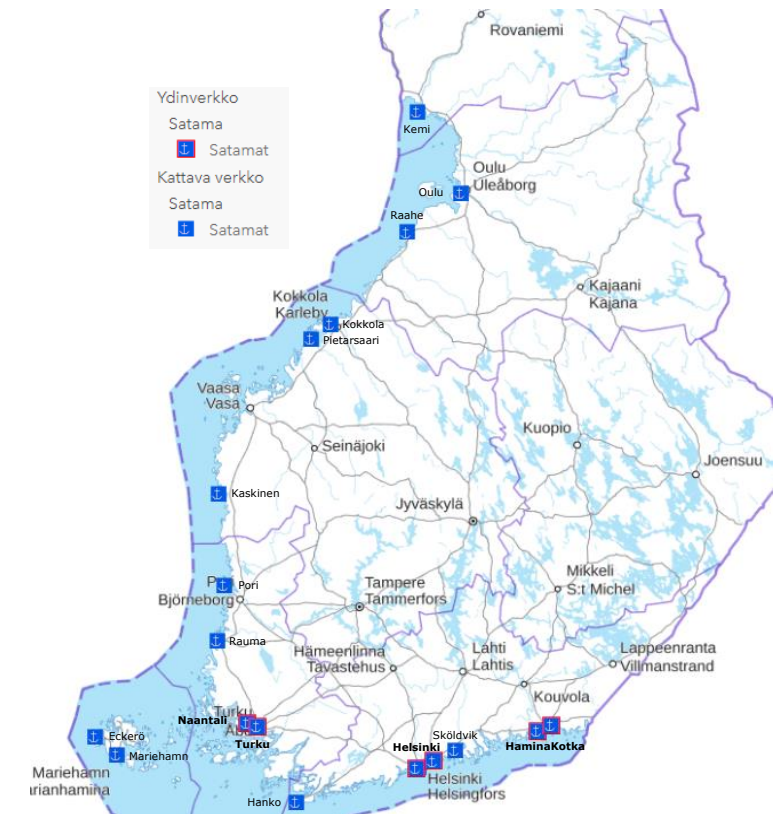 Rovaniemi
Ydinverkko
Satama
Satamat
Kattava verkko
Satama
Satamat
Kemi
Oulu
Uleåborg
Oulu
Raahe
Kajaani
Kajana
Kokkola
Karleby
Kokkola
Pietarsaari
Vaasa
Vasa
Kuopio
Seinäjoki
Joensuu
Kaskinen
Jyväskylä
Mikkeli
S:t Michel
Tampere
Tammerfors
Pori
Björneborg
Rauma
Hämeenlinna
Tavastehus
Lahti
Lahtis
Lappeenranta
Villmanstrand
Kouvola
Turku
Naantali
Turku
Sköldvik
Helsinki
HaminaKotka
Eckerö
Mariehamn
Mariehamn
Helsinki
Helsingfors
Hanko